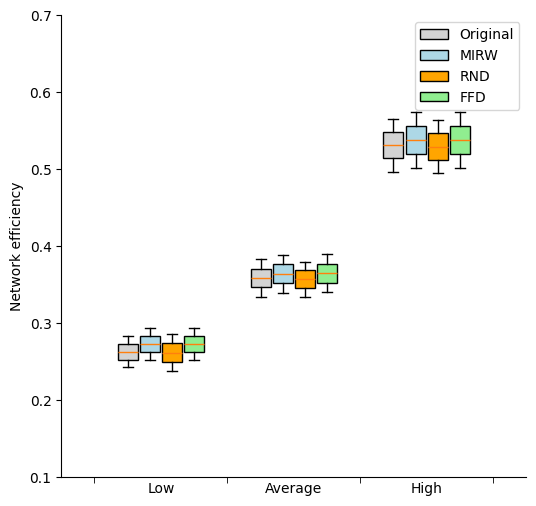 Network efficiency
0.7
0.6
0.5
0.4
0.3
0.2
0.1
Original
MIRW
RND
FFD
Low Average High